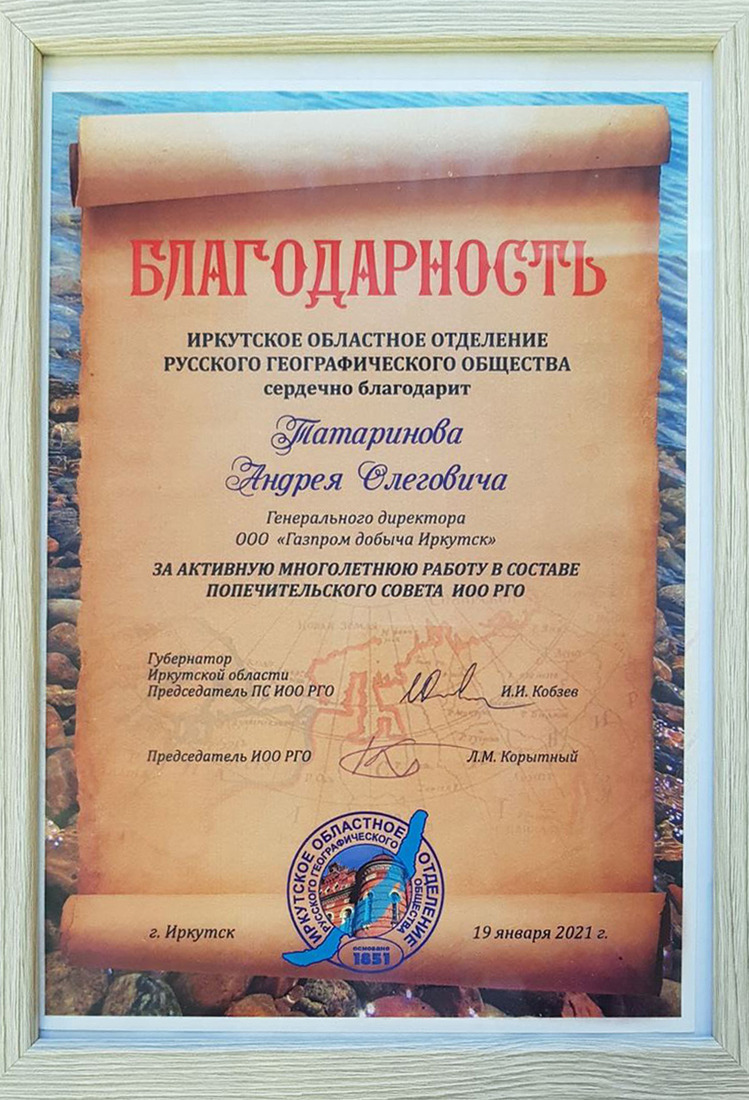 БЛАГОДАРНОСТЬ
ИРКУТСКОЕ ОБЛАСТНОЕ ОТДЕЛЕНИЕ
РУССКОГО ГЕОГРАФИЧЕСКОГО ОБЩЕСТВА
сердечно благодарит
Татаринова
Андрея Олеговича
Генерального директора
ООО «Газпром добыча Иркутск»
ЗА АКТИВНУЮ МНОГОЛЕТНЮЮ РАБОТУ В СОСТАВЕ
ПОПЕЧИТЕЛЬСКОГО СОВЕТА ИОО РГО
НОВАЯ ЗЕМЛЯ
Губернатор
Иркутской области
Председатель ПС ИОО РГО И.И. Кобзев
Председатель ИОО РГО Л.М. Корытный
ИРКУТСКОЕ ОБЛАСТНОЕ ОТДЕЛЕНИЕ
РУССКОГО ГЕОГРАФИЧЕСКОГО ОБЩЕСТВА
основано
1851
г. Иркутск 19 января 2021 г.